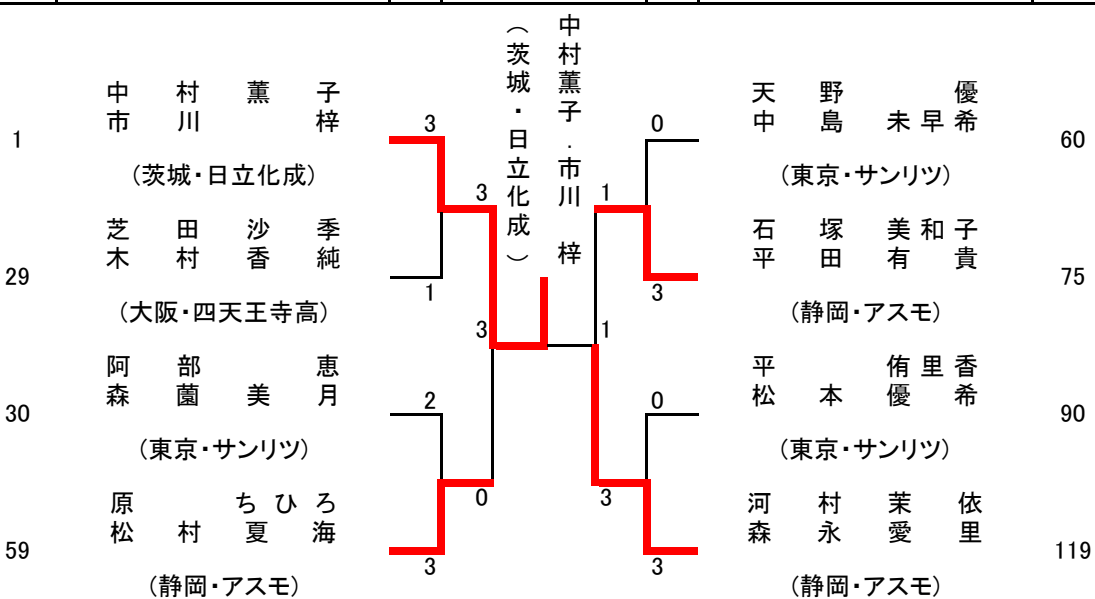 中村薫子・市川　梓
（茨城・日立化成）
中村薫子
市川梓
1
(茨城・日立化成)
3
芝田沙季
木村香純
29
(大阪・四天王寺高)
1
3
阿部恵
森薗美月
30
(東京・サンリツ)
2
原ちひろ
松村夏海
59
(静岡・アスモ)
3
0
3
1
天野優
中島未早希
60
(東京・サンリツ)
0
石塚美和子
平田有貴
75
(静岡・アスモ)
3
1
平侑里香
松本優希
90
(東京・サンリツ)
0
河村茉依
森永愛里
119
(静岡・アスモ)
3
3